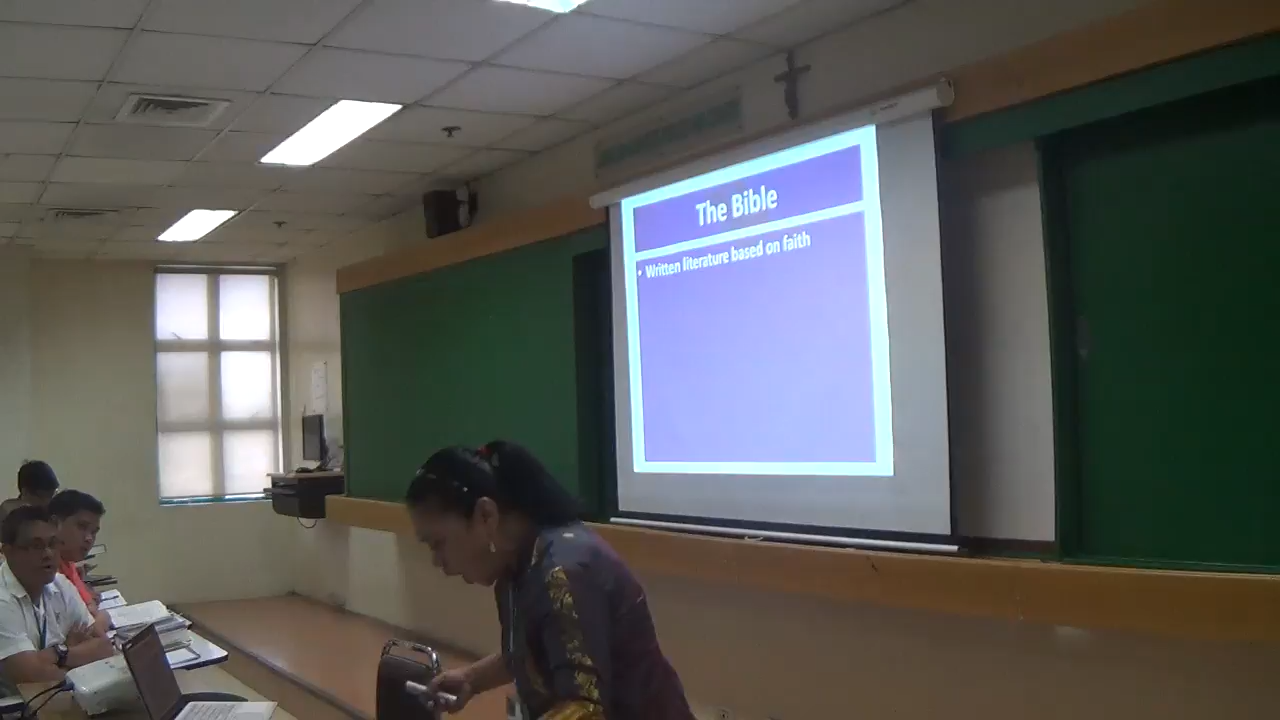 The Bible
• Written literature based on faith